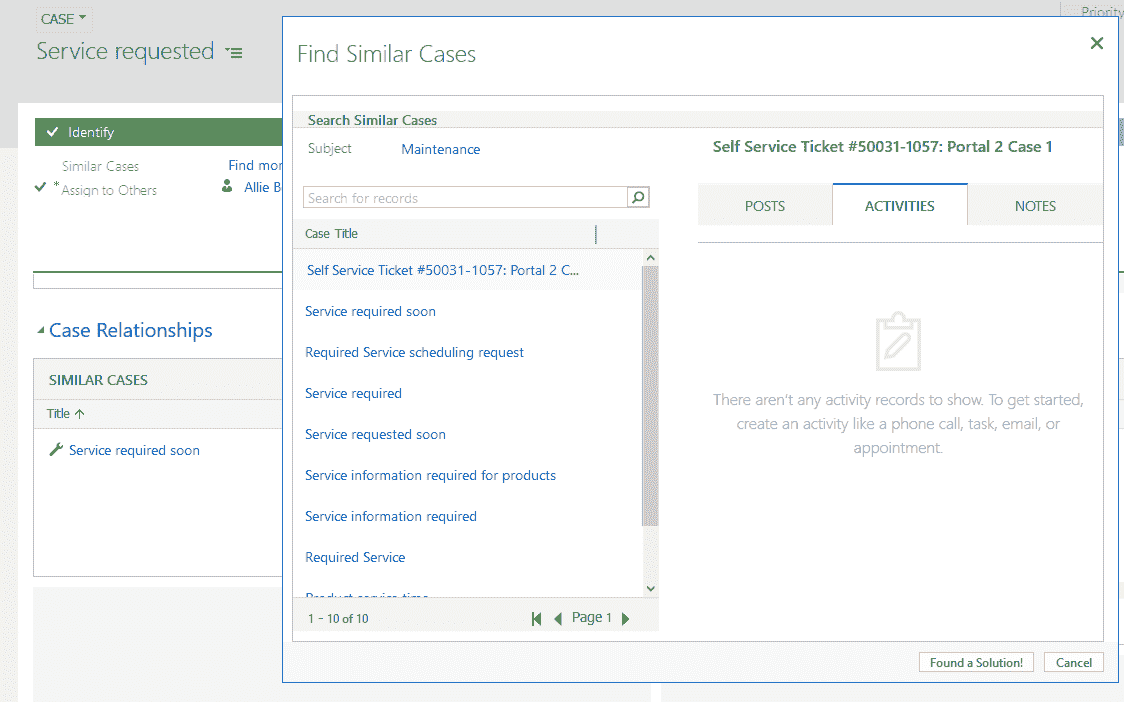 CASE
Priority
Service requested
Find Similar Cases
Identify
Similar Cases
Find mor
* Assign to Others
Allie B
Case Relationships
SIMILAR CASES
Title
Service required soon
Search Similar Cases
Subject
Maintenance
Search for records
Case Title
Self Service Ticket #50031-1057: Portal 2 C...
Service required soon
Required Service scheduling request
Service required
Service requested soon
Service information required for products
Service information required
Required Service
Product service time
1 - 10 of 10
Page 1
Self Service Ticket #50031-1057: Portal 2 Case 1
POSTS
ACTIVITIES
NOTES
There aren't any activity records to show. To get started,
create an activity like a phone call, task, email, or
appointment.
Found a Solution!
Cancel